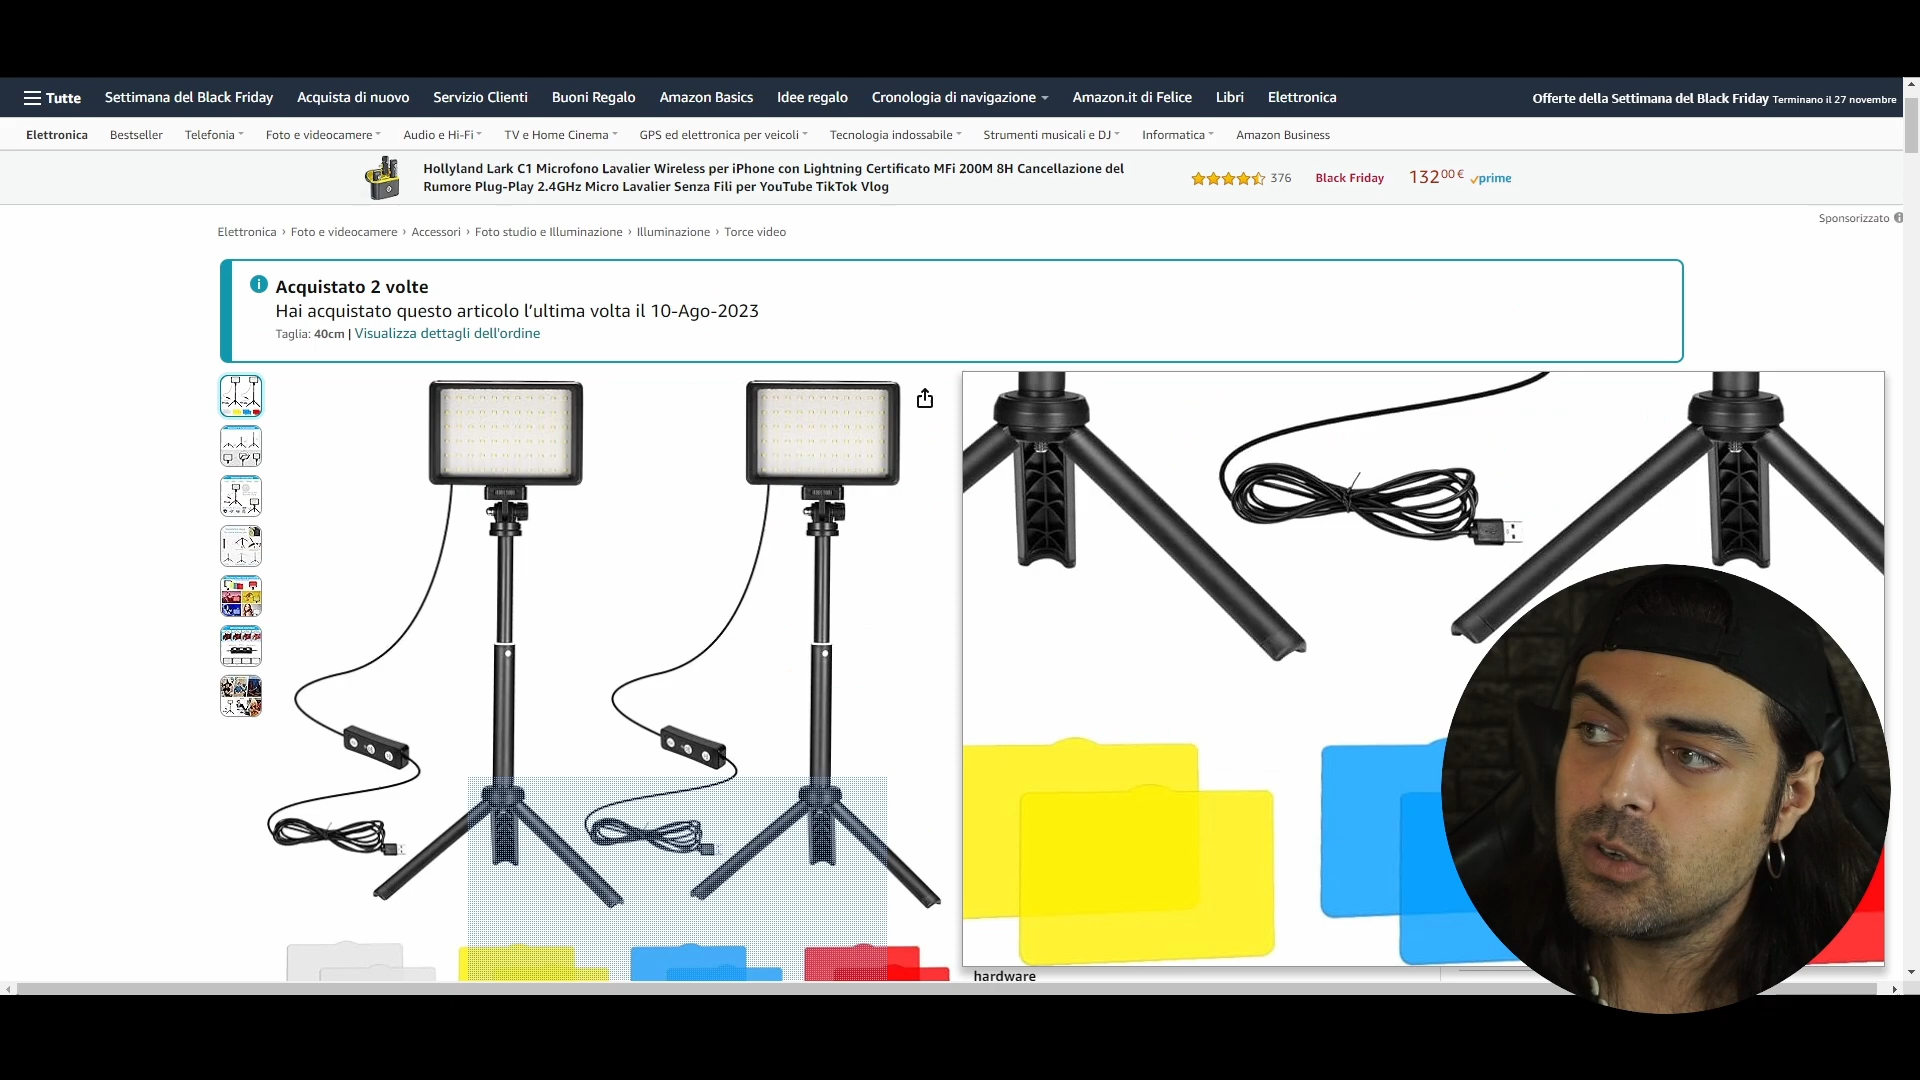 Tutte Settimana del Black Friday Acquista di nuovo Servizio Clienti Buoni Regalo Amazon Basics Idee regalo Cronologia di navigazione Amazon.it di Felice Libri Elettronica Offerte della Settimana del Black Friday Terminano il 27 novembre
Elettronica Bestseller Telefonia Foto e videocamere Audio e Hi-Fi TV e Home Cinema GPS ed elettronica per veicoli Tecnologia indossabile Strumenti musicali e DJ Informatica Amazon Business
Hollyland Lark C1 Microfono Lavalier Wireless per iPhone con Lightning Certificato MFi 200M 8H Cancellazione del
Rumore Plug-Play 2.4GHz Micro Lavalier Senza Fili per YouTube TikTok Vlog
376 Black Friday 132,00 € prime
Sponsorizzato
Elettronica › Foto e videocamere › Accessori › Foto studio e Illuminazione › Illuminazione › Torce video
Acquistato 2 volte
Hai acquistato questo articolo l’ultima volta il 10-Ago-2023
Taglia: 40cm | Visualizza dettagli dell'ordine
hardware